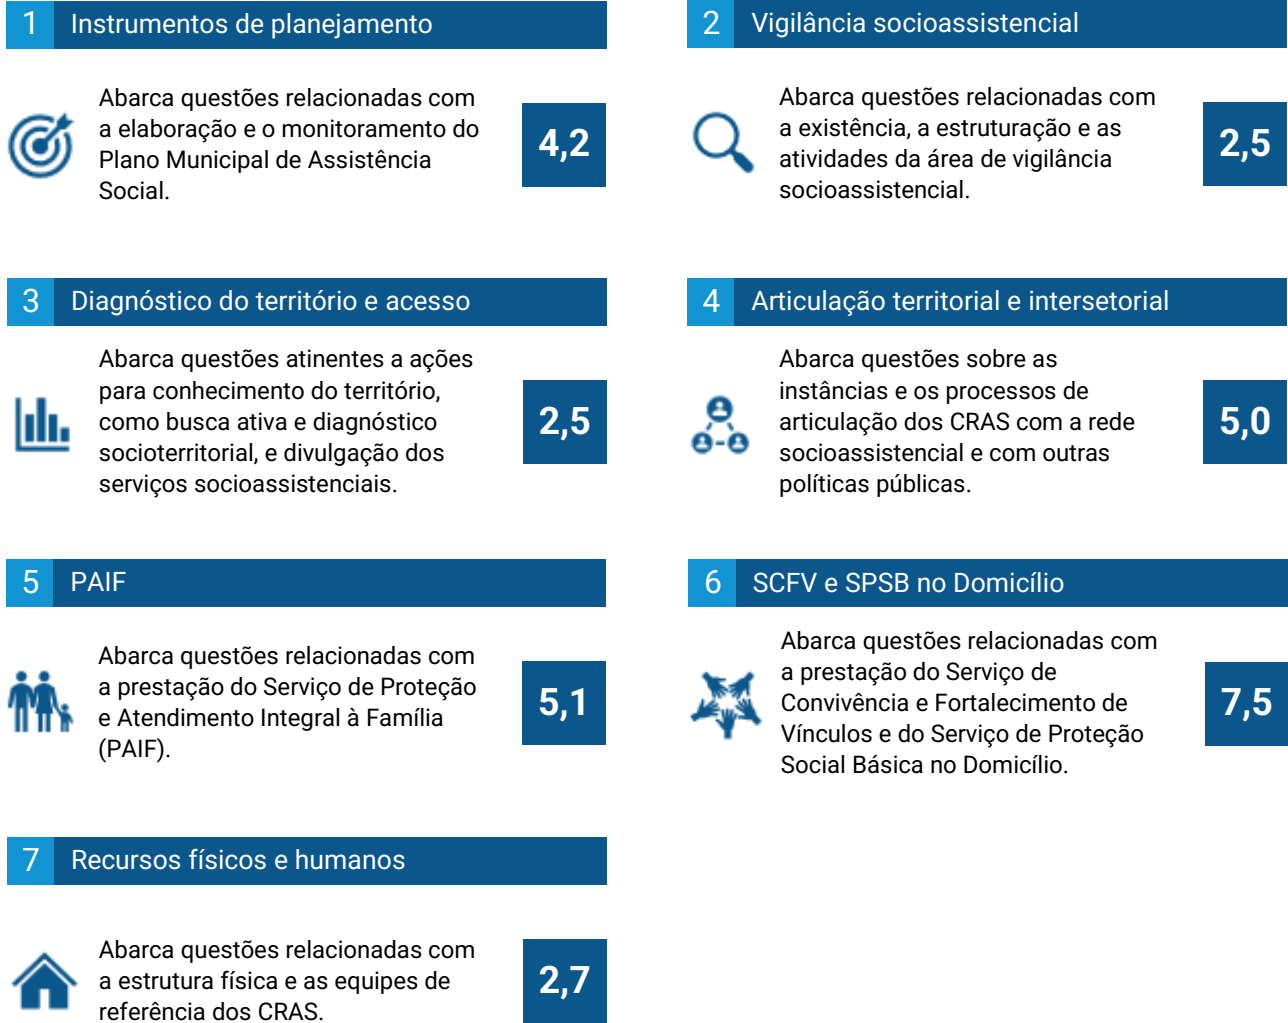 1 Instrumentos de planejamento
Abarca questões relacionadas com
a elaboração e o monitoramento do
Plano Municipal de Assistência
Social.
4,2
2 Vigilância socioassistencial
Abarca questões relacionadas com
a existência, a estruturação e as
atividades da área de vigilância
socioassistencial.
2,5
3 Diagnóstico do território e acesso
Abarca questões atinentes a ações
para conhecimento do território,
como busca ativa e diagnóstico
socioterritorial, e divulgação dos
serviços socioassistenciais.
2,5
4 Articulação territorial e intersetorial
Abarca questões sobre as
instâncias e os processos de
articulação dos CRAS com a rede
socioassistencial e com outras
políticas públicas.
5,0
5 PAIF
Abarca questões relacionadas com
a prestação do Serviço de Proteção
e Atendimento Integral à Família
(PAIF).
5,1
6 SCFV e SPSB no Domicílio
Abarca questões relacionadas com
a prestação do Serviço de
Convivência e Fortalecimento de
Vínculos e do Serviço de Proteção
Social Básica no Domicílio.
7,5
7 Recursos físicos e humanos
Abarca questões relacionadas com
a estrutura física e as equipes de
referência dos CRAS.
2,7